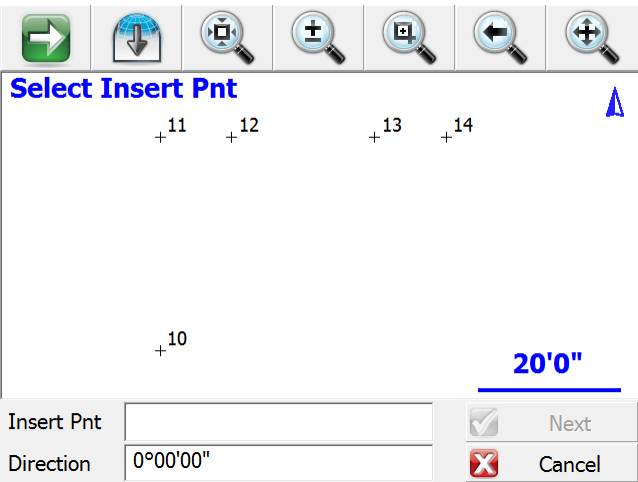 Select Insert Pnt
11
12
13
14
10
20'0"
Insert Pnt
Next
Direction
0°00'00"
Cancel